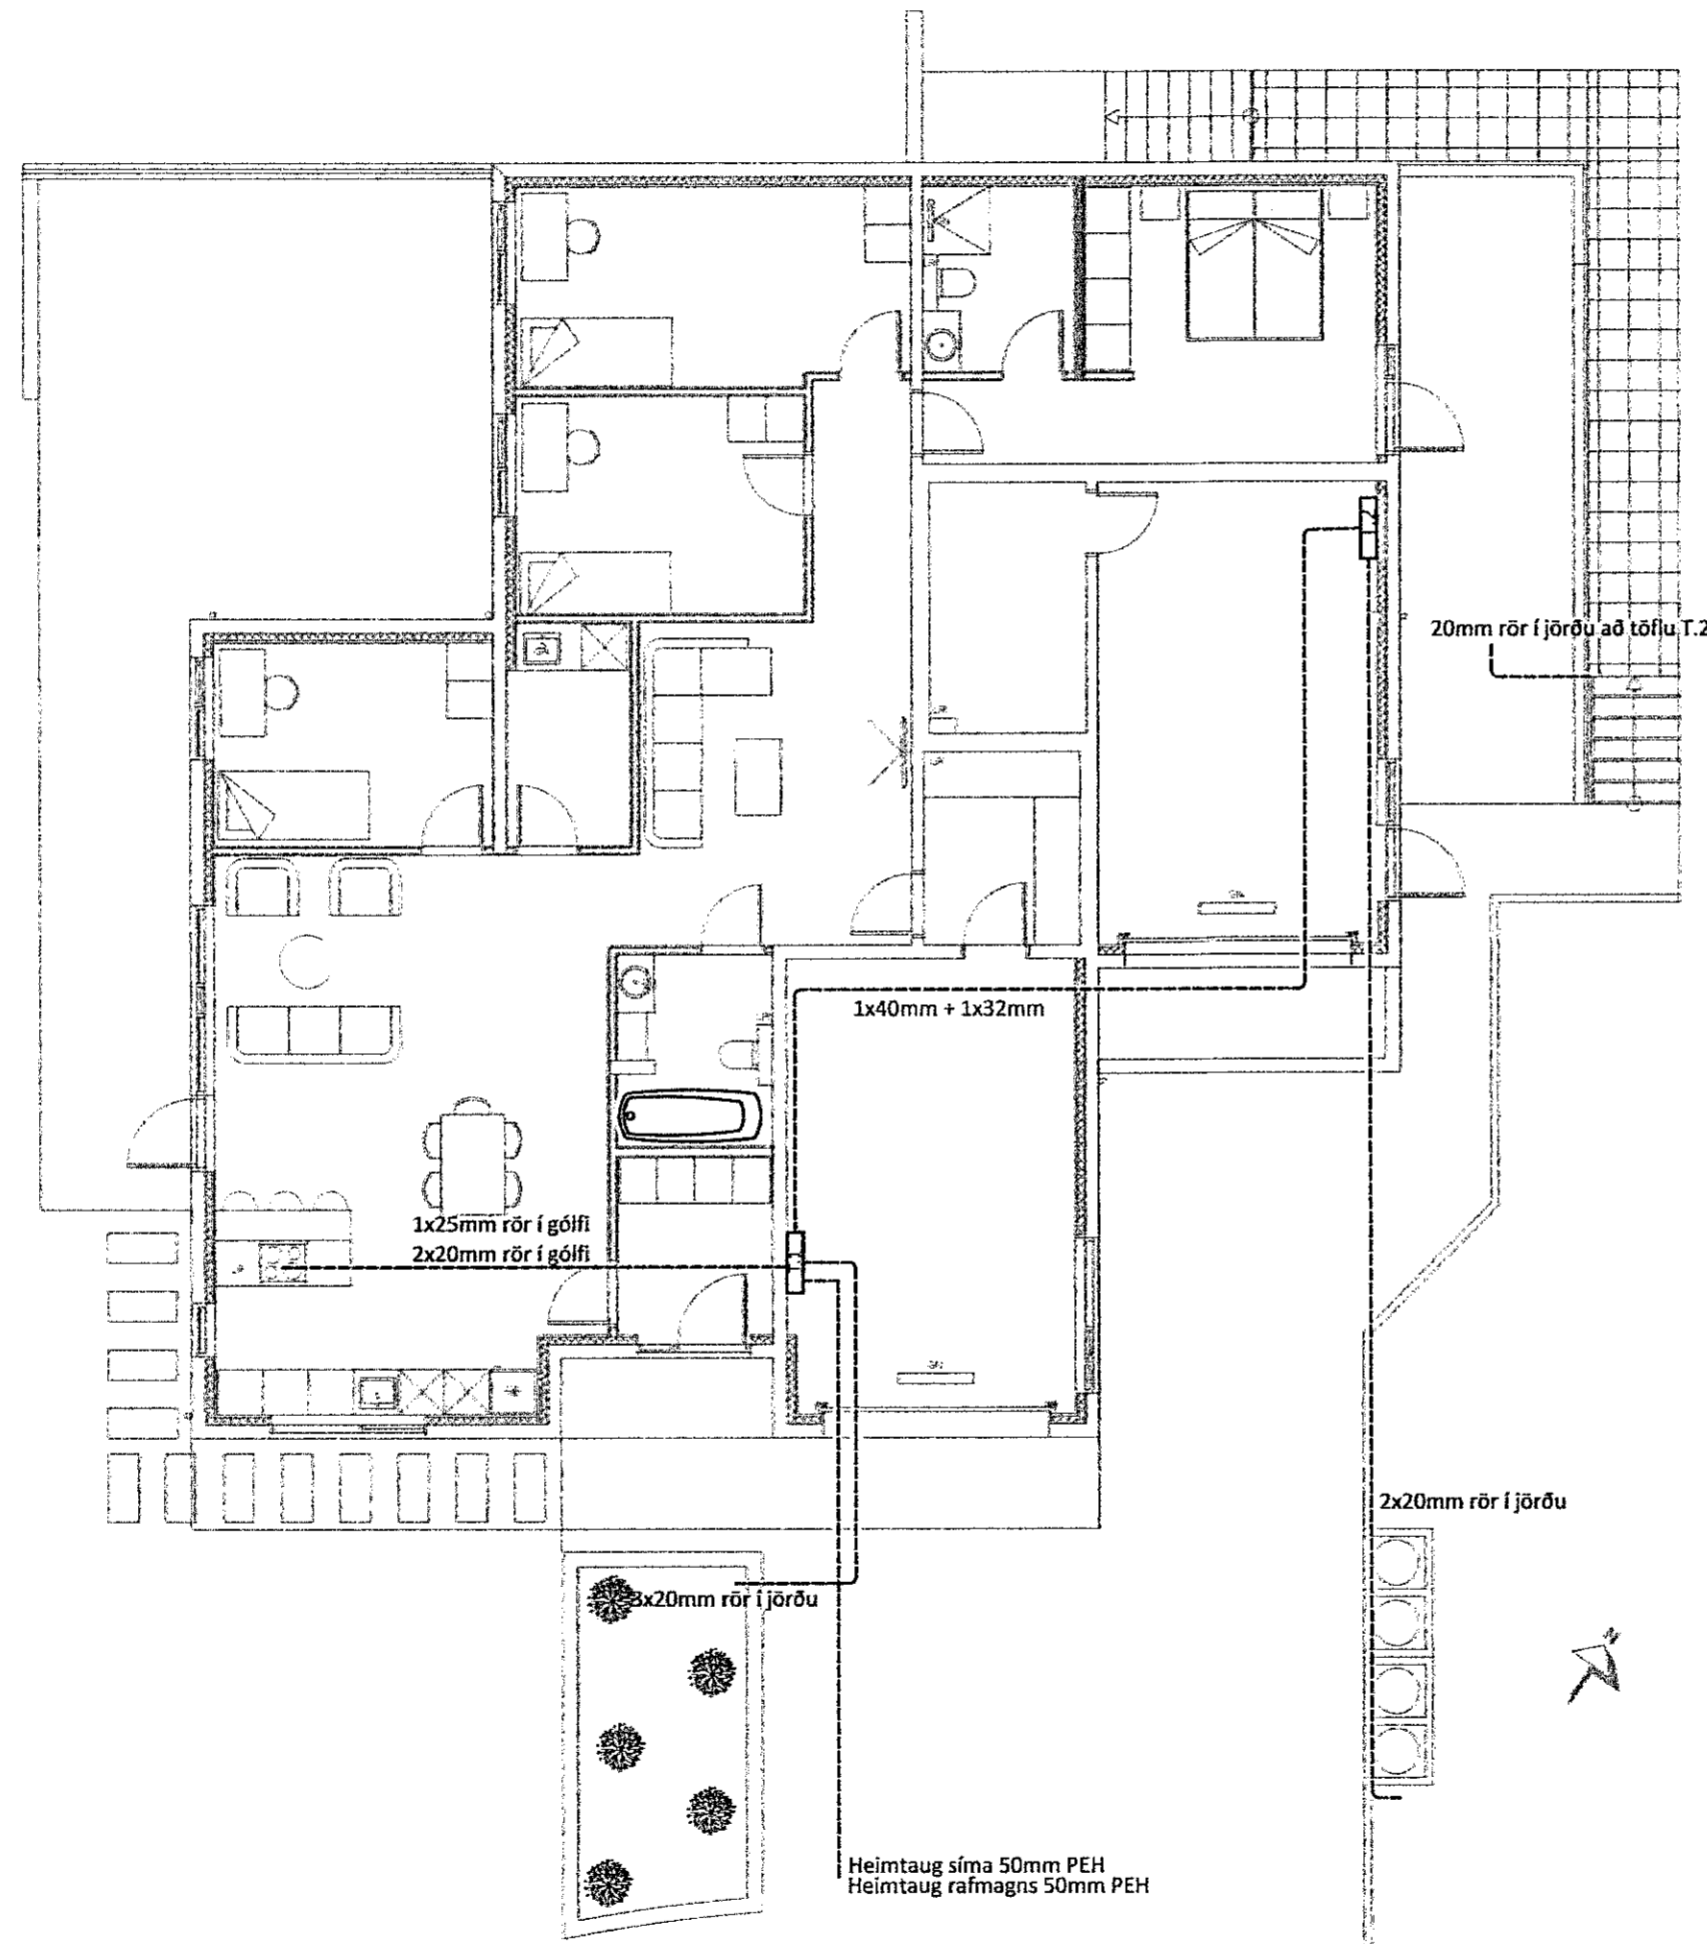 20mm rör í jörðu að töflu T.2
1x40mm + 1x32mm
1x25mm rör í gólfi
2x20mm rör í gólfi
2x20mm rör í jörðu
3x20mm rör í jörðu
Heimtaug síma 50mm PEH
Heimtaug rafmagns 50mm PEH